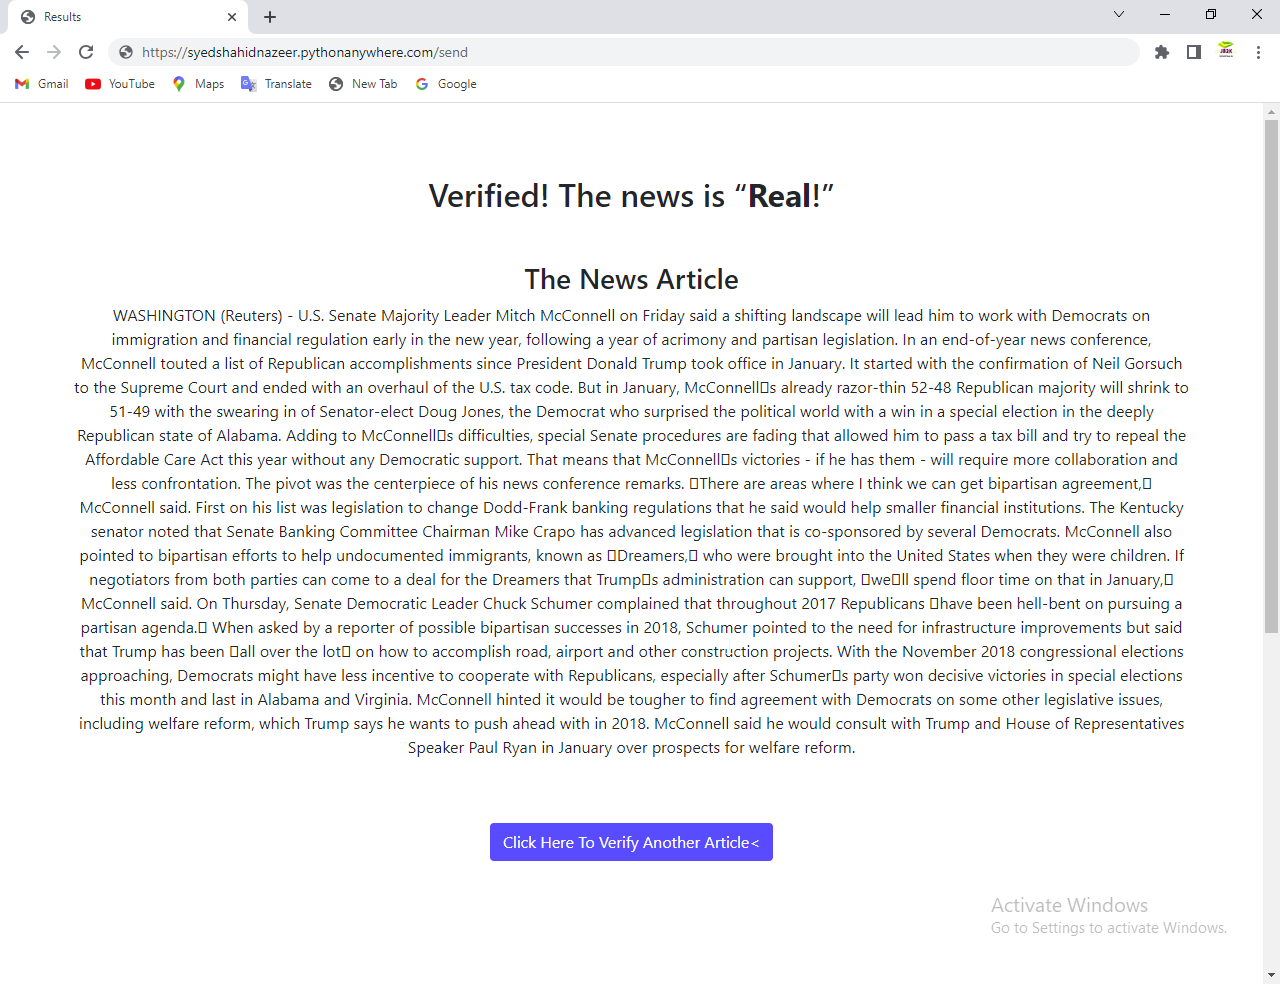 Results
https://syedshahidnazeer.pythonanywhere.com/send
Gmail YouTube Maps Translate New Tab Google
Verified! The news is “Real!”
The News Article
WASHINGTON (Reuters) - U.S. Senate Majority Leader Mitch McConnell on Friday said a shifting landscape will lead him to work with Democrats on
immigration and financial regulation early in the new year, following a year of acrimony and partisan legislation. In an end-of-year news conference,
McConnell touted a list of Republican accomplishments since President Donald Trump took office in January. It started with the confirmation of Neil Gorsuch
to the Supreme Court and ended with an overhaul of the U.S. tax code. But in January, McConnell▯s already razor-thin 52-48 Republican majority will shrink to
51-49 with the swearing in of Senator-elect Doug Jones, the Democrat who surprised the political world with a win in a special election in the deeply
Republican state of Alabama. Adding to McConnell▯s difficulties, special Senate procedures are fading that allowed him to pass a tax bill and try to repeal the
Affordable Care Act this year without any Democratic support. That means that McConnell▯s victories - if he has them - will require more collaboration and
less confrontation. The pivot was the centerpiece of his news conference remarks. ▯There are areas where I think we can get bipartisan agreement,▯
McConnell said. First on his list was legislation to change Dodd-Frank banking regulations that he said would help smaller financial institutions. The Kentucky
senator noted that Senate Banking Committee Chairman Mike Crapo has advanced legislation that is co-sponsored by several Democrats. McConnell also
pointed to bipartisan efforts to help undocumented immigrants, known as ▯Dreamers,▯ who were brought into the United States when they were children. If
negotiators from both parties can come to a deal for the Dreamers that Trump▯s administration can support, ▯we▯ll spend floor time on that in January,▯
McConnell said. On Thursday, Senate Democratic Leader Chuck Schumer complained that throughout 2017 Republicans ▯have been hell-bent on pursuing a
partisan agenda.▯ When asked by a reporter of possible bipartisan successes in 2018, Schumer pointed to the need for infrastructure improvements but said
that Trump has been ▯all over the lot▯ on how to accomplish road, airport and other construction projects. With the November 2018 congressional elections
approaching, Democrats might have less incentive to cooperate with Republicans, especially after Schumer▯s party won decisive victories in special elections
this month and last in Alabama and Virginia. McConnell hinted it would be tougher to find agreement with Democrats on some other legislative issues,
including welfare reform, which Trump says he wants to push ahead with in 2018. McConnell said he would consult with Trump and House of Representatives
Speaker Paul Ryan in January over prospects for welfare reform.
Click Here To Verify Another Article<
Activate Windows
Go to Settings to activate Windows.